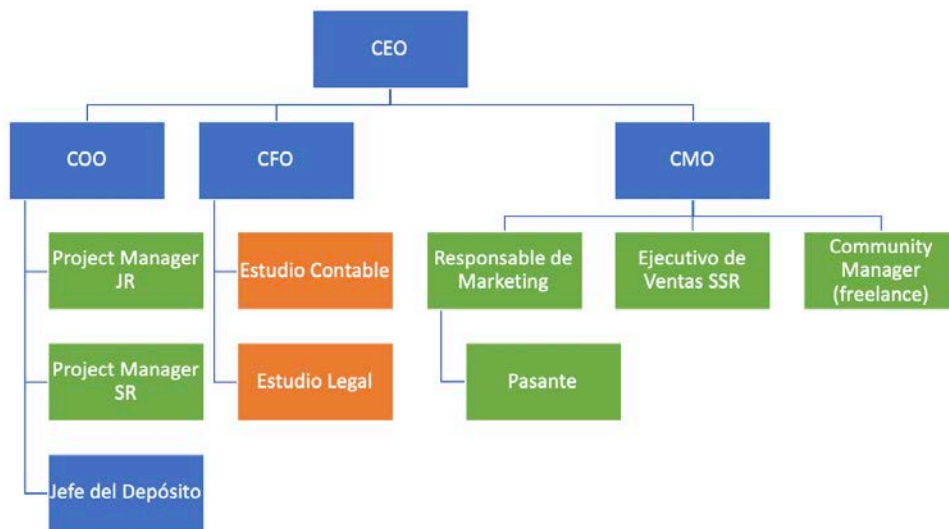 CEO
COO
CFO
CMO
Project Manager
JR
Estudio Contable
Responsable de
Marketing
Ejecutivo de
Ventas SSR
Community
Manager
(freelance)
Project Manager
SR
Estudio Legal
Pasante
Jefe del Depósito